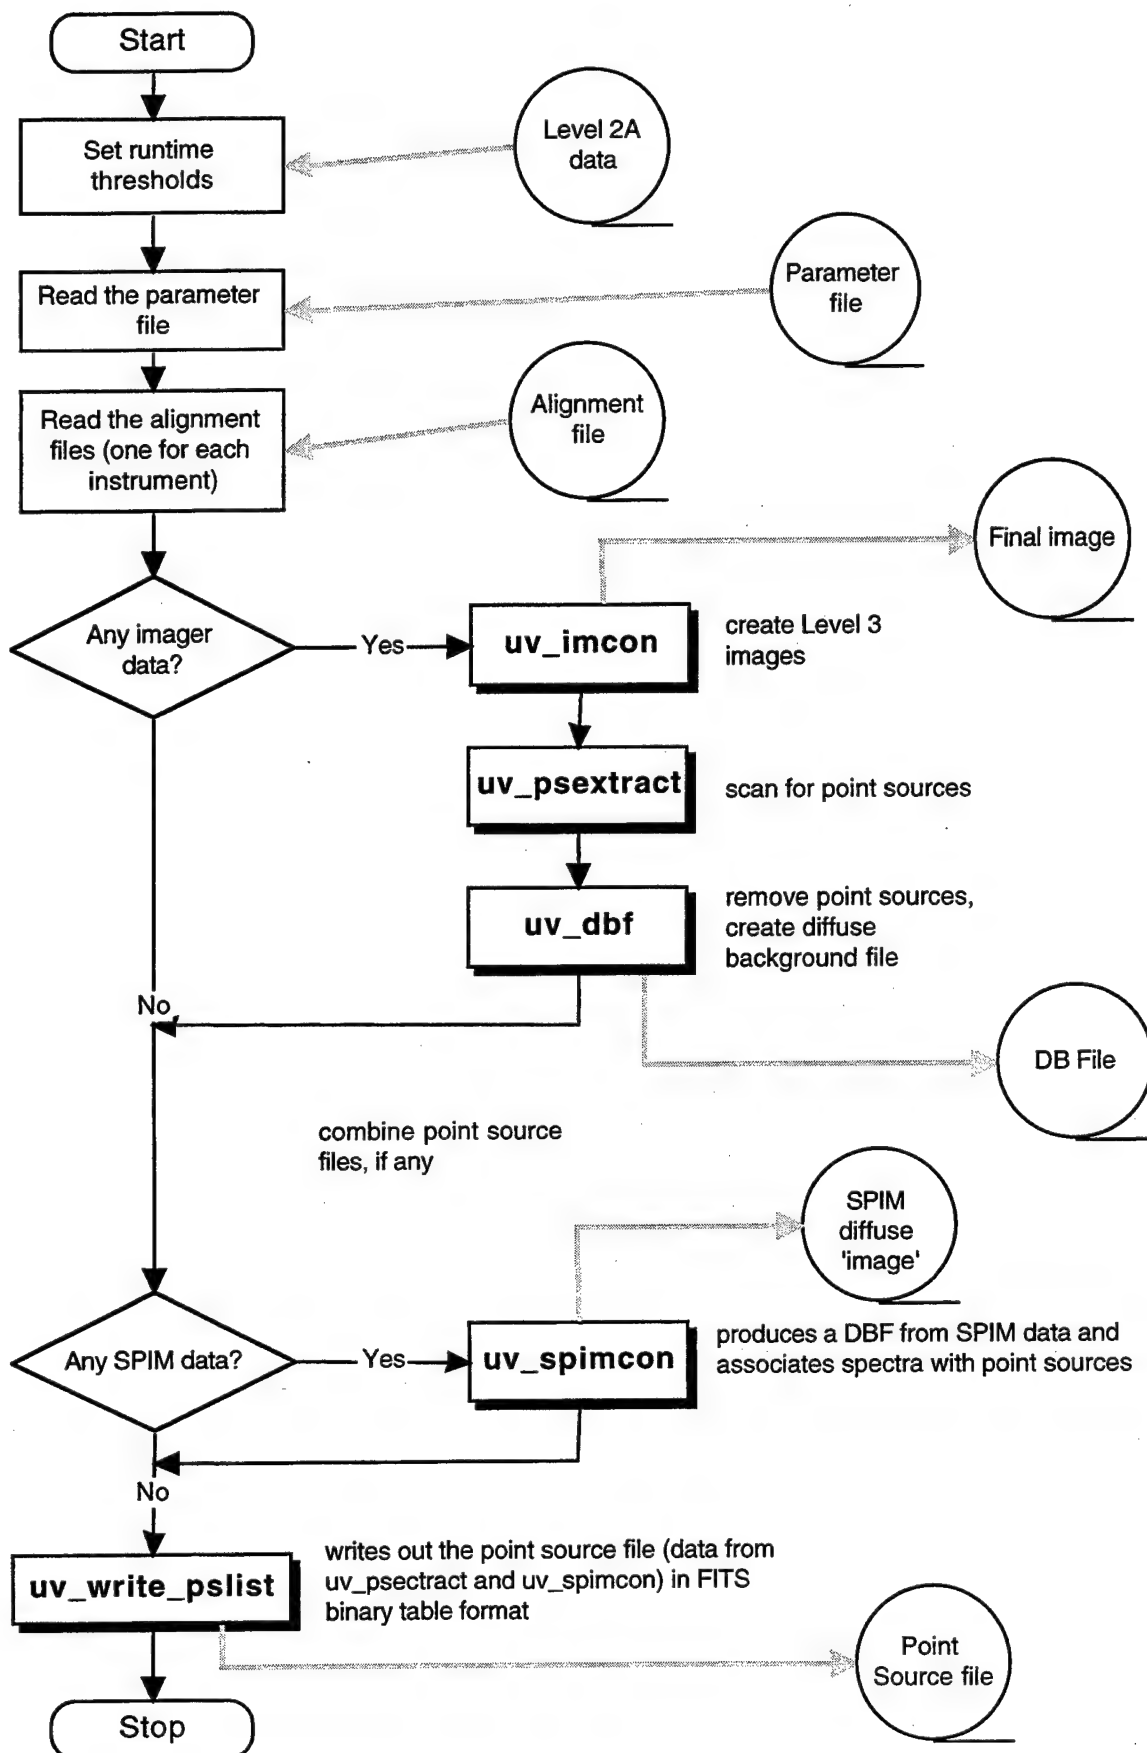 Start
Level 2A
data
Set runtime
thresholds
Parameter
file
Read the parameter
file
Alignment
file
Read the alignment
files (one for each
instrument)
Final image
Any imager
data?
Yes
uv_imcon
create Level 3
images
uv_psextract
scan for point sources
uv_dbf
remove point sources,
create diffuse
background file
No
DB File
combine point source
files, if any
SPIM
diffuse
'image'
Any SPIM data?
Yes
uv_spimcon
produces a DBF from SPIM data and
associates spectra with point sources
No
uv_write_pslist
writes out the point source file (data from
uv_psectract and uv_spimcon) in FITS
binary table format
Point
Source file
Stop